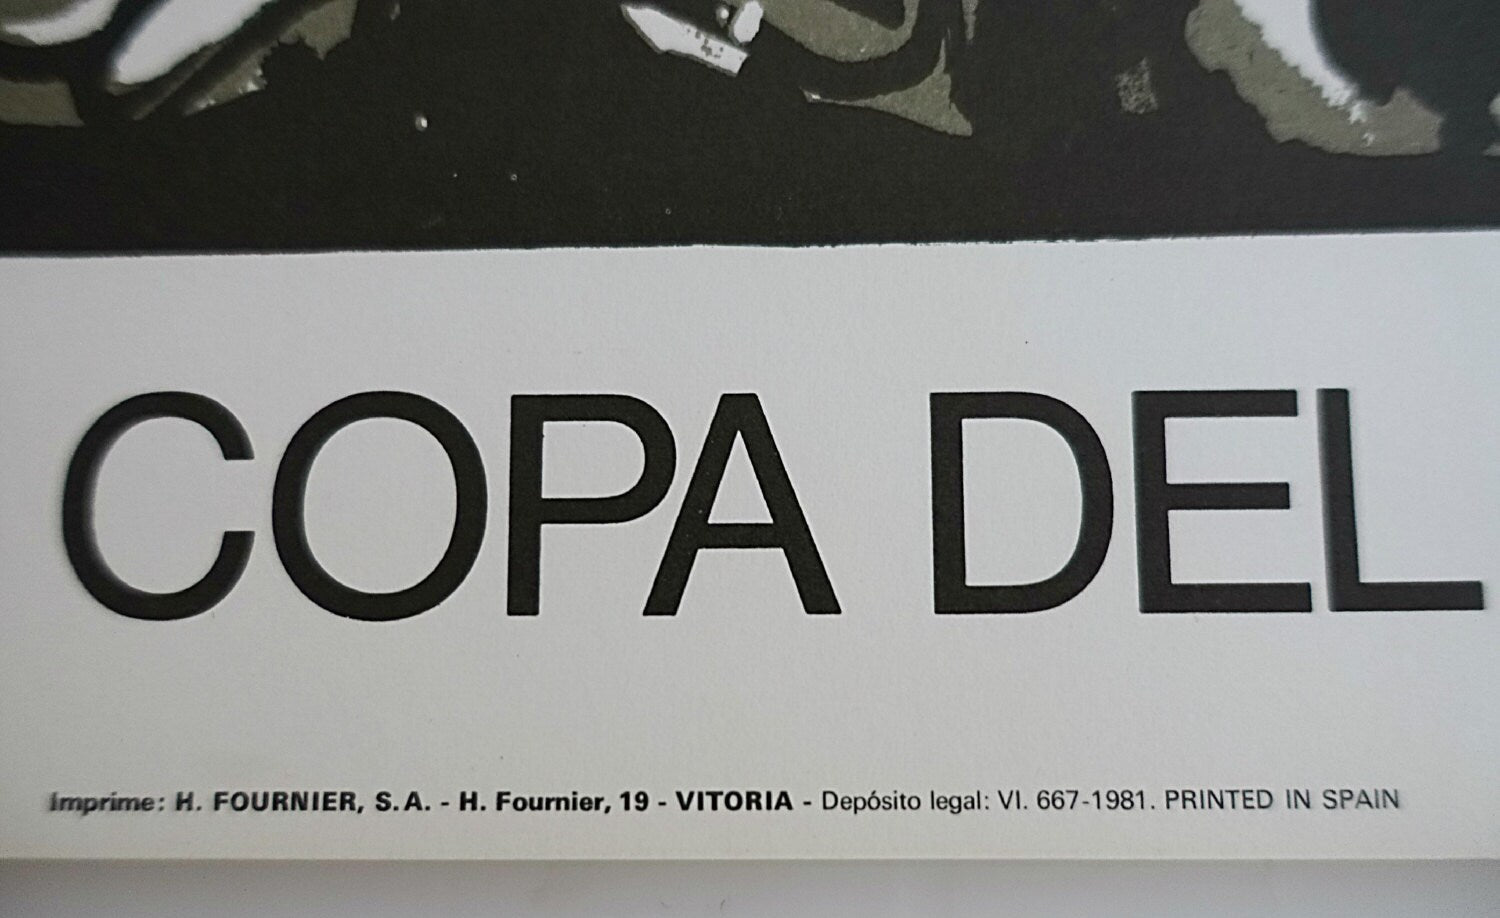 COPA DEL
Imprime: H. FOURNIER, S.A. - H. Fournier, 19 - VITORIA - Depósito legal: VI. 667-1981. PRINTED IN SPAIN